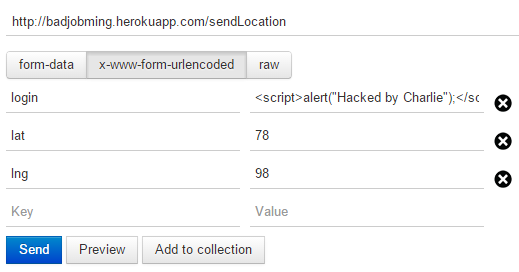 http://badjobming.herokuapp.com/sendLocation
form-data x-www-form-urlencoded raw
login <script>alert("Hacked by Charlie");</sc
lat 78
lng 98
Key Value
Send Preview Add to collection